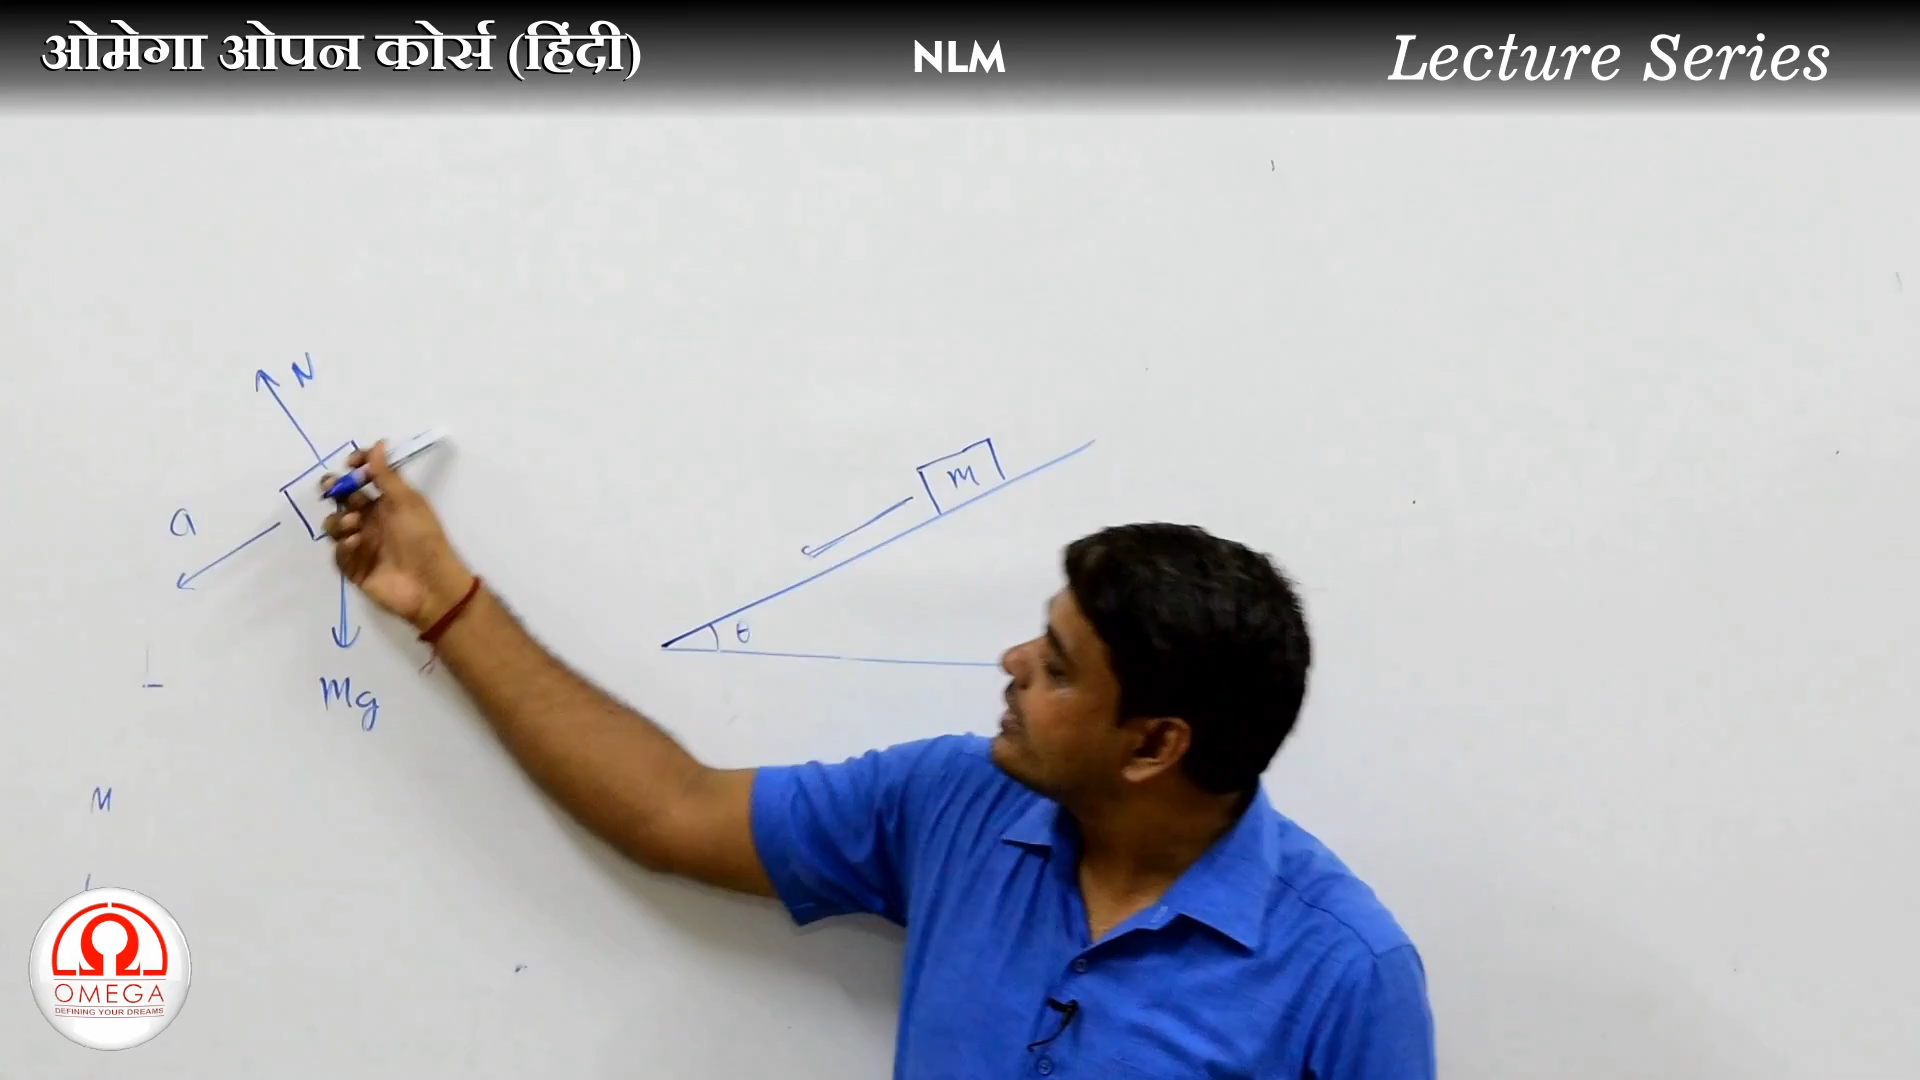 ओमेगा ओपन कोर्स (हिंदी) NLM Lecture Series
N
a
Mg
M
m
θ
OMEGA
DEFINING YOUR DREAMS